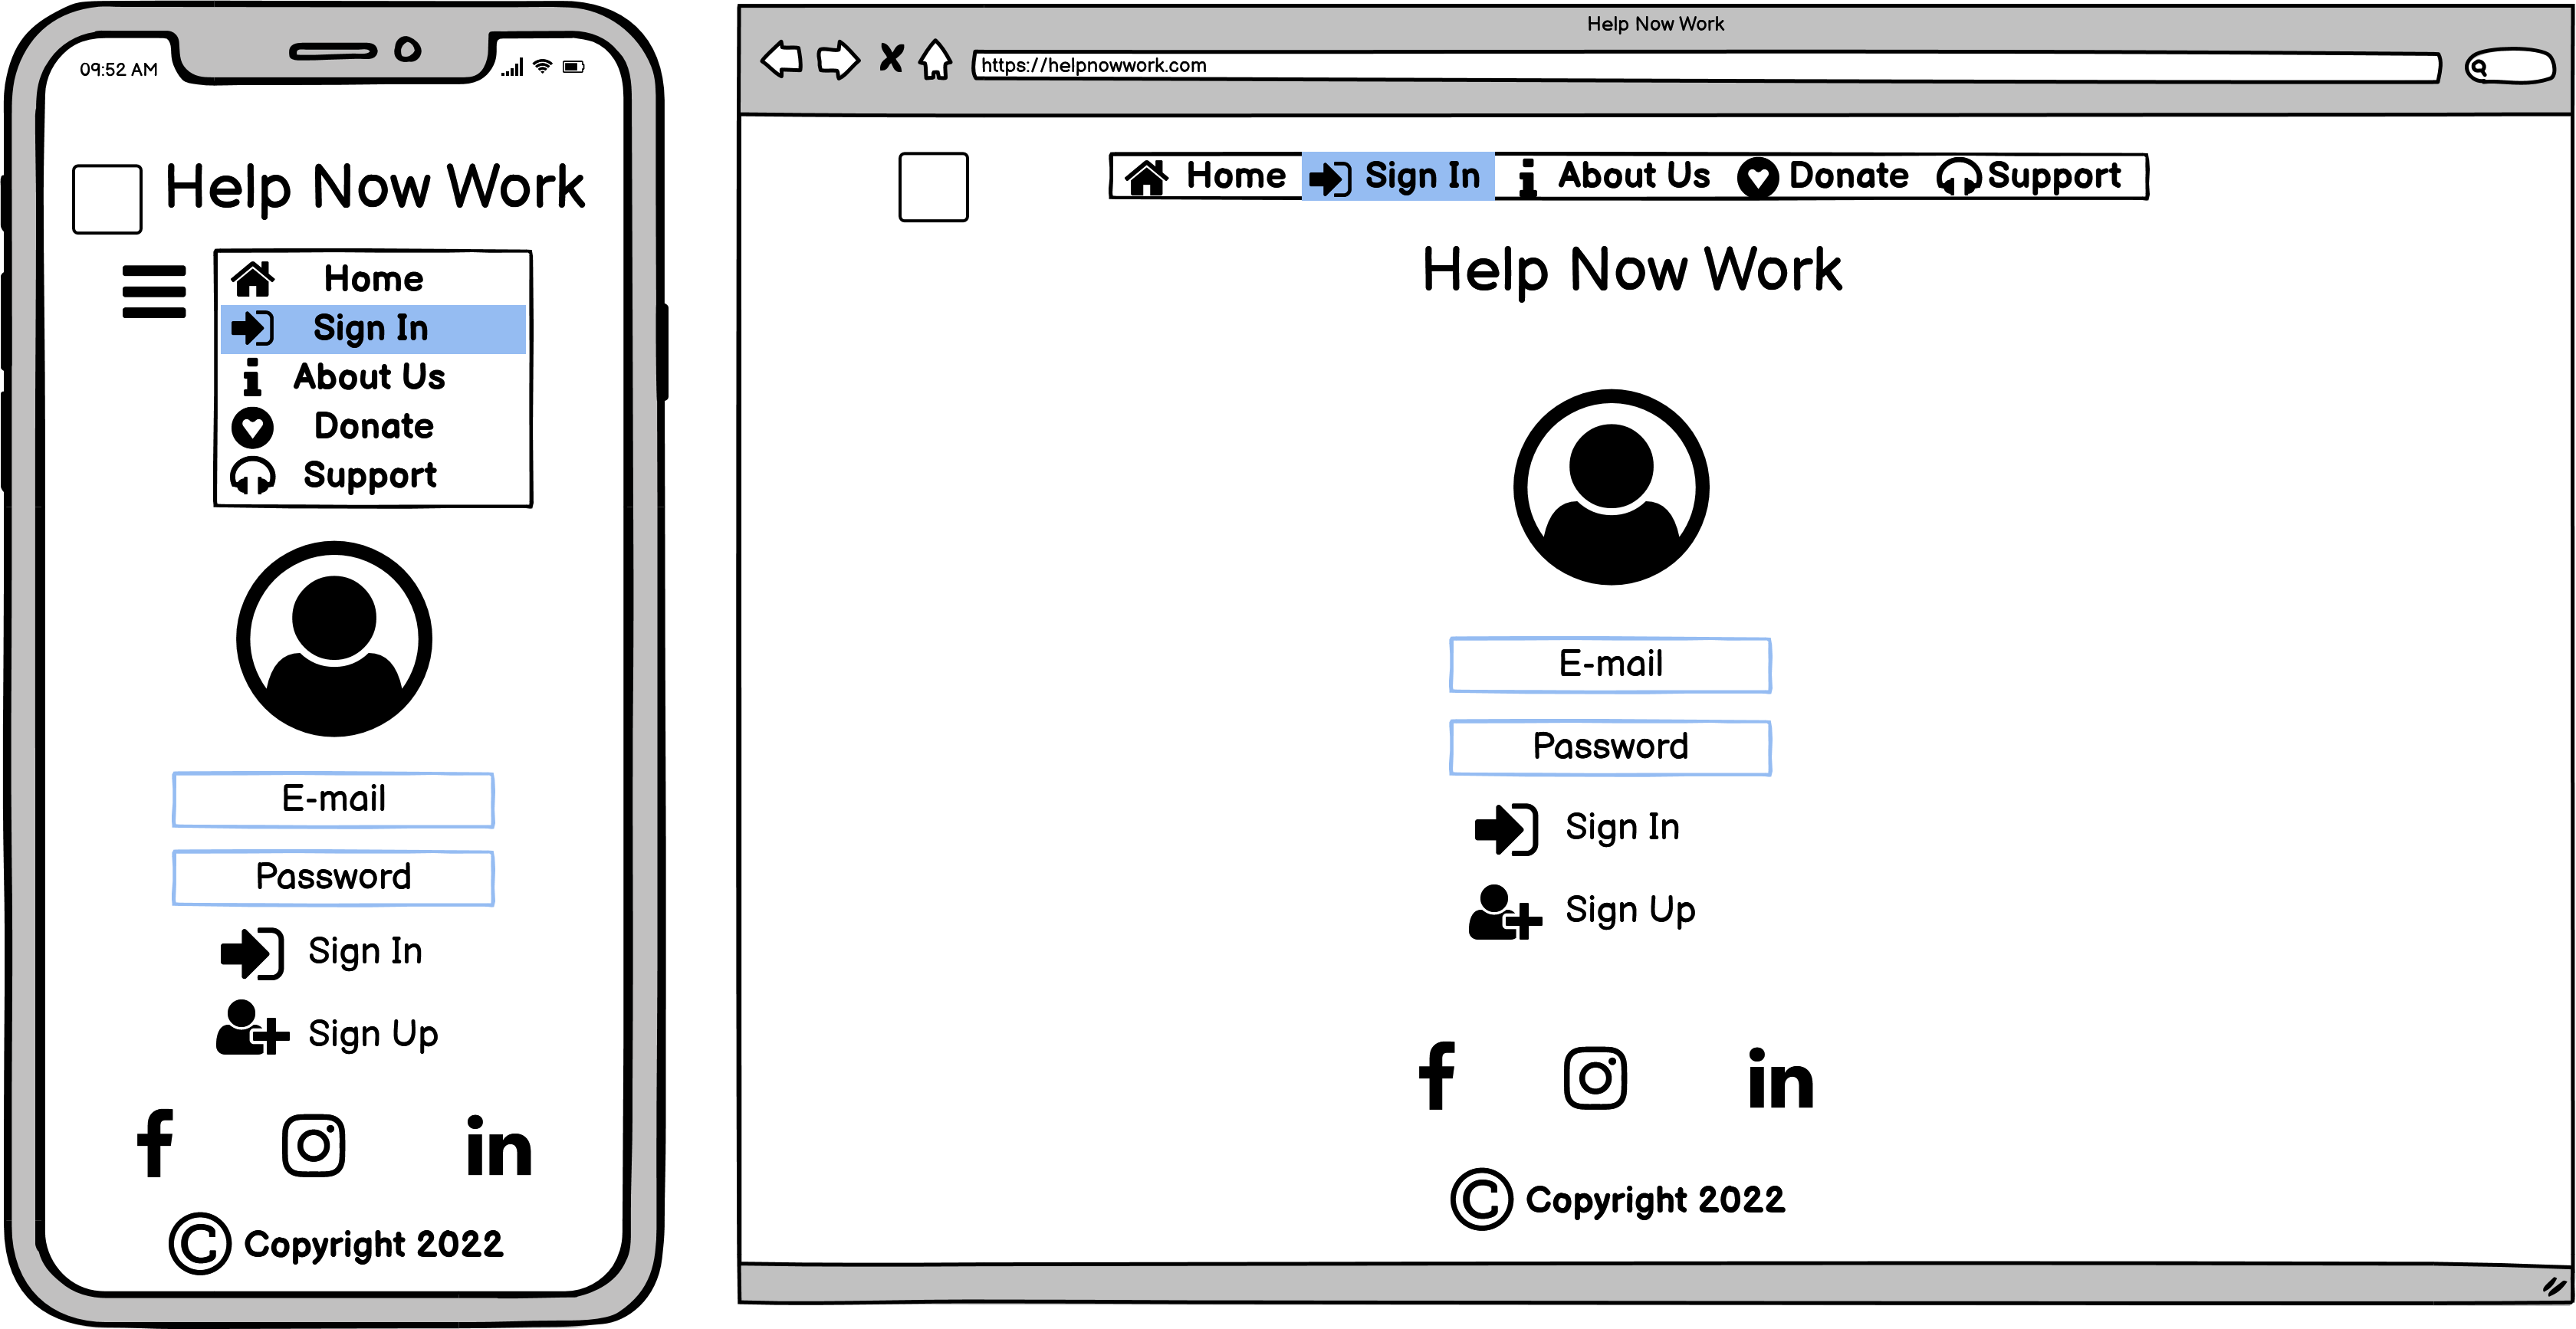 09:52 AM
Help Now Work
Home
Sign In
About Us
Donate
Support
E-mail
Password
Sign In
Sign Up
f
in
© Copyright 2022
Help Now Work
https://helpnowwork.com
Home Sign In About Us Donate Support
Help Now Work
E-mail
Password
Sign In
Sign Up
f
in
© Copyright 2022